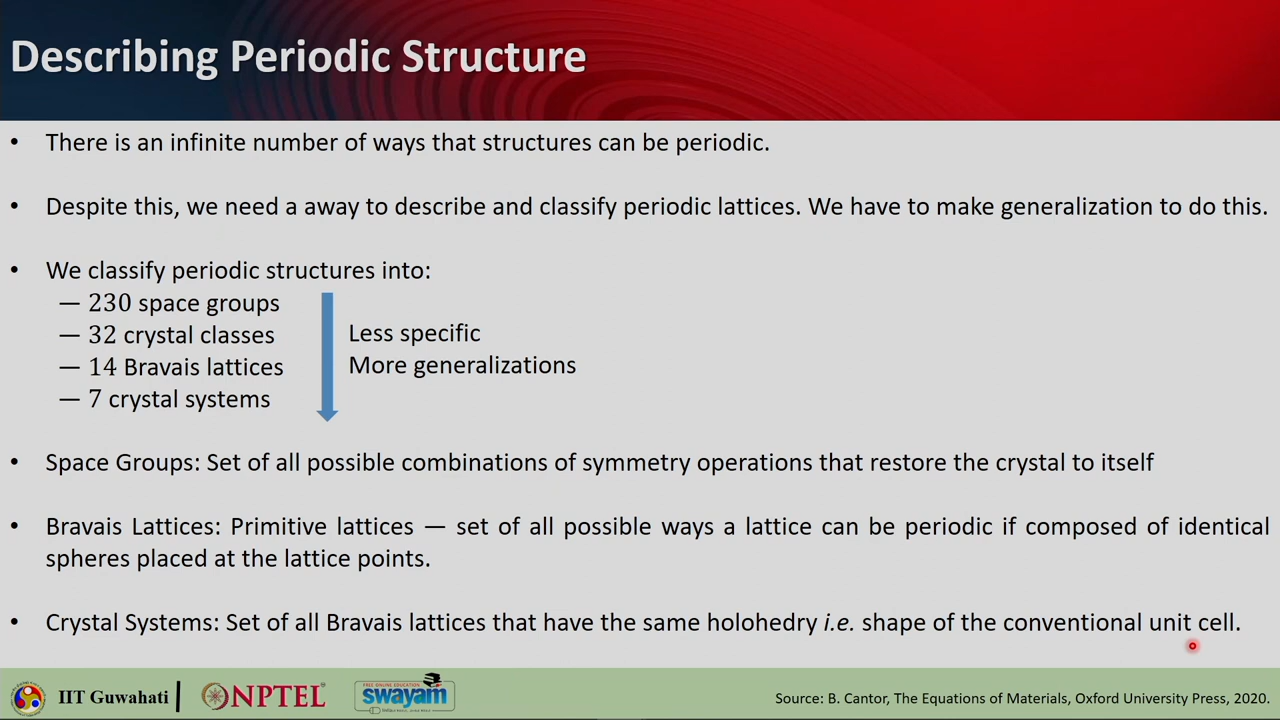 Describing Periodic Structure
• There is an infinite number of ways that structures can be periodic.
• Despite this, we need a away to describe and classify periodic lattices. We have to make generalization to do this.
• We classify periodic structures into:
— 230 space groups
— 32 crystal classes
— 14 Bravais lattices
— 7 crystal systems
Less specific
More generalizations
• Space Groups: Set of all possible combinations of symmetry operations that restore the crystal to itself
• Bravais Lattices: Primitive lattices — set of all possible ways a lattice can be periodic if composed of identical
spheres placed at the lattice points.
• Crystal Systems: Set of all Bravais lattices that have the same holohedry i.e. shape of the conventional unit cell.
IIT Guwahati
NPTEL
FREE ONLINE EDUCATION
swayam
Source: B. Cantor, The Equations of Materials, Oxford University Press, 2020.